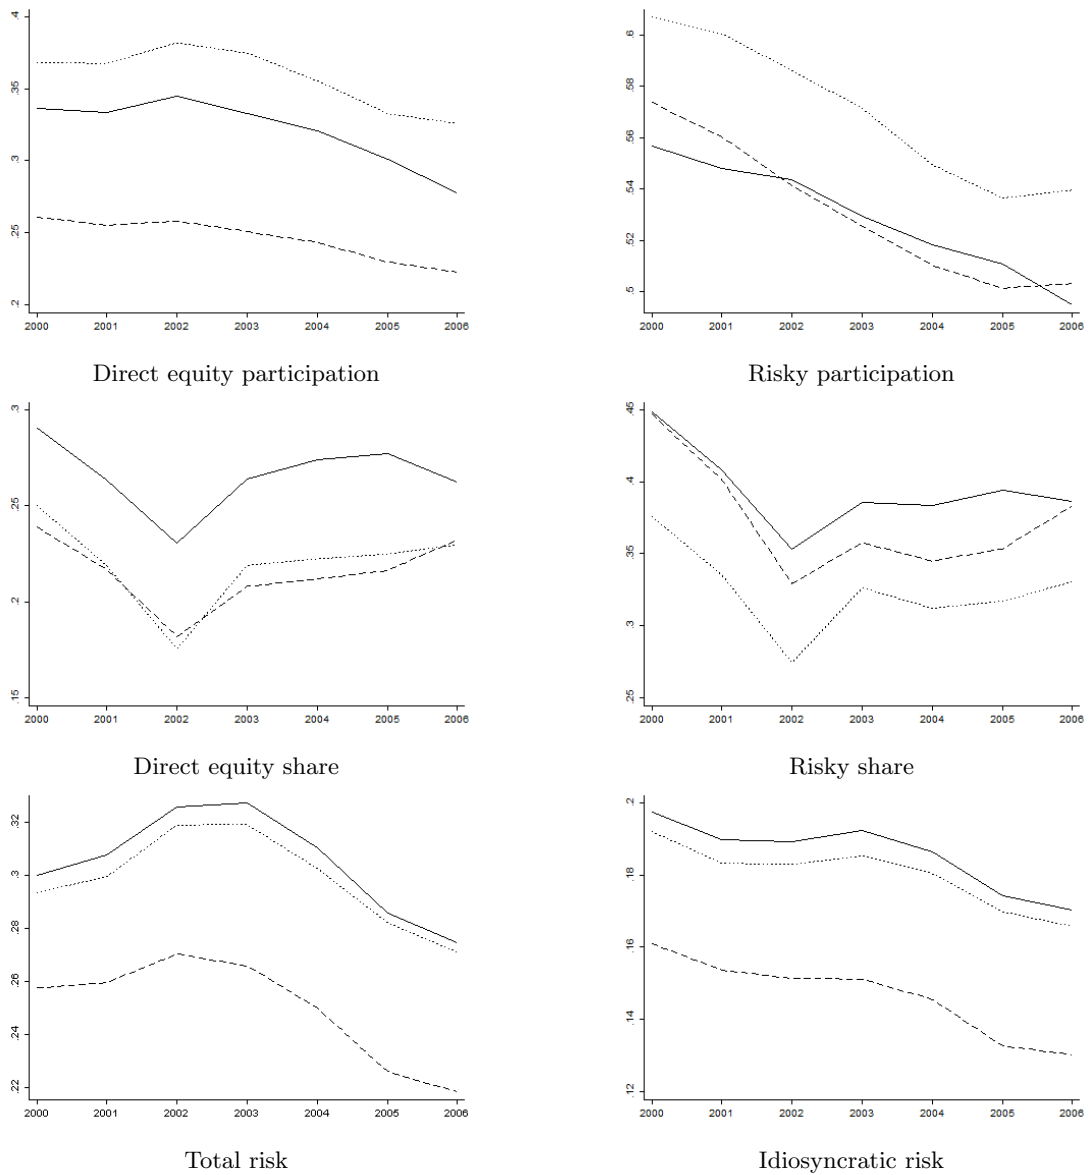 .4
.35
.3
.25
.2
2000 2001 2002 2003 2004 2005 2006
Direct equity participation
.6
.58
.56
.54
.52
.5
2000 2001 2002 2003 2004 2005 2006
Risky participation
.3
.25
.2
.15
2000 2001 2002 2003 2004 2005 2006
Direct equity share
.45
.4
.35
.3
.25
2000 2001 2002 2003 2004 2005 2006
Risky share
.32
.3
.28
.26
.24
.22
2000 2001 2002 2003 2004 2005 2006
Total risk
.2
.18
.16
.14
.12
2000 2001 2002 2003 2004 2005 2006
Idiosyncratic risk